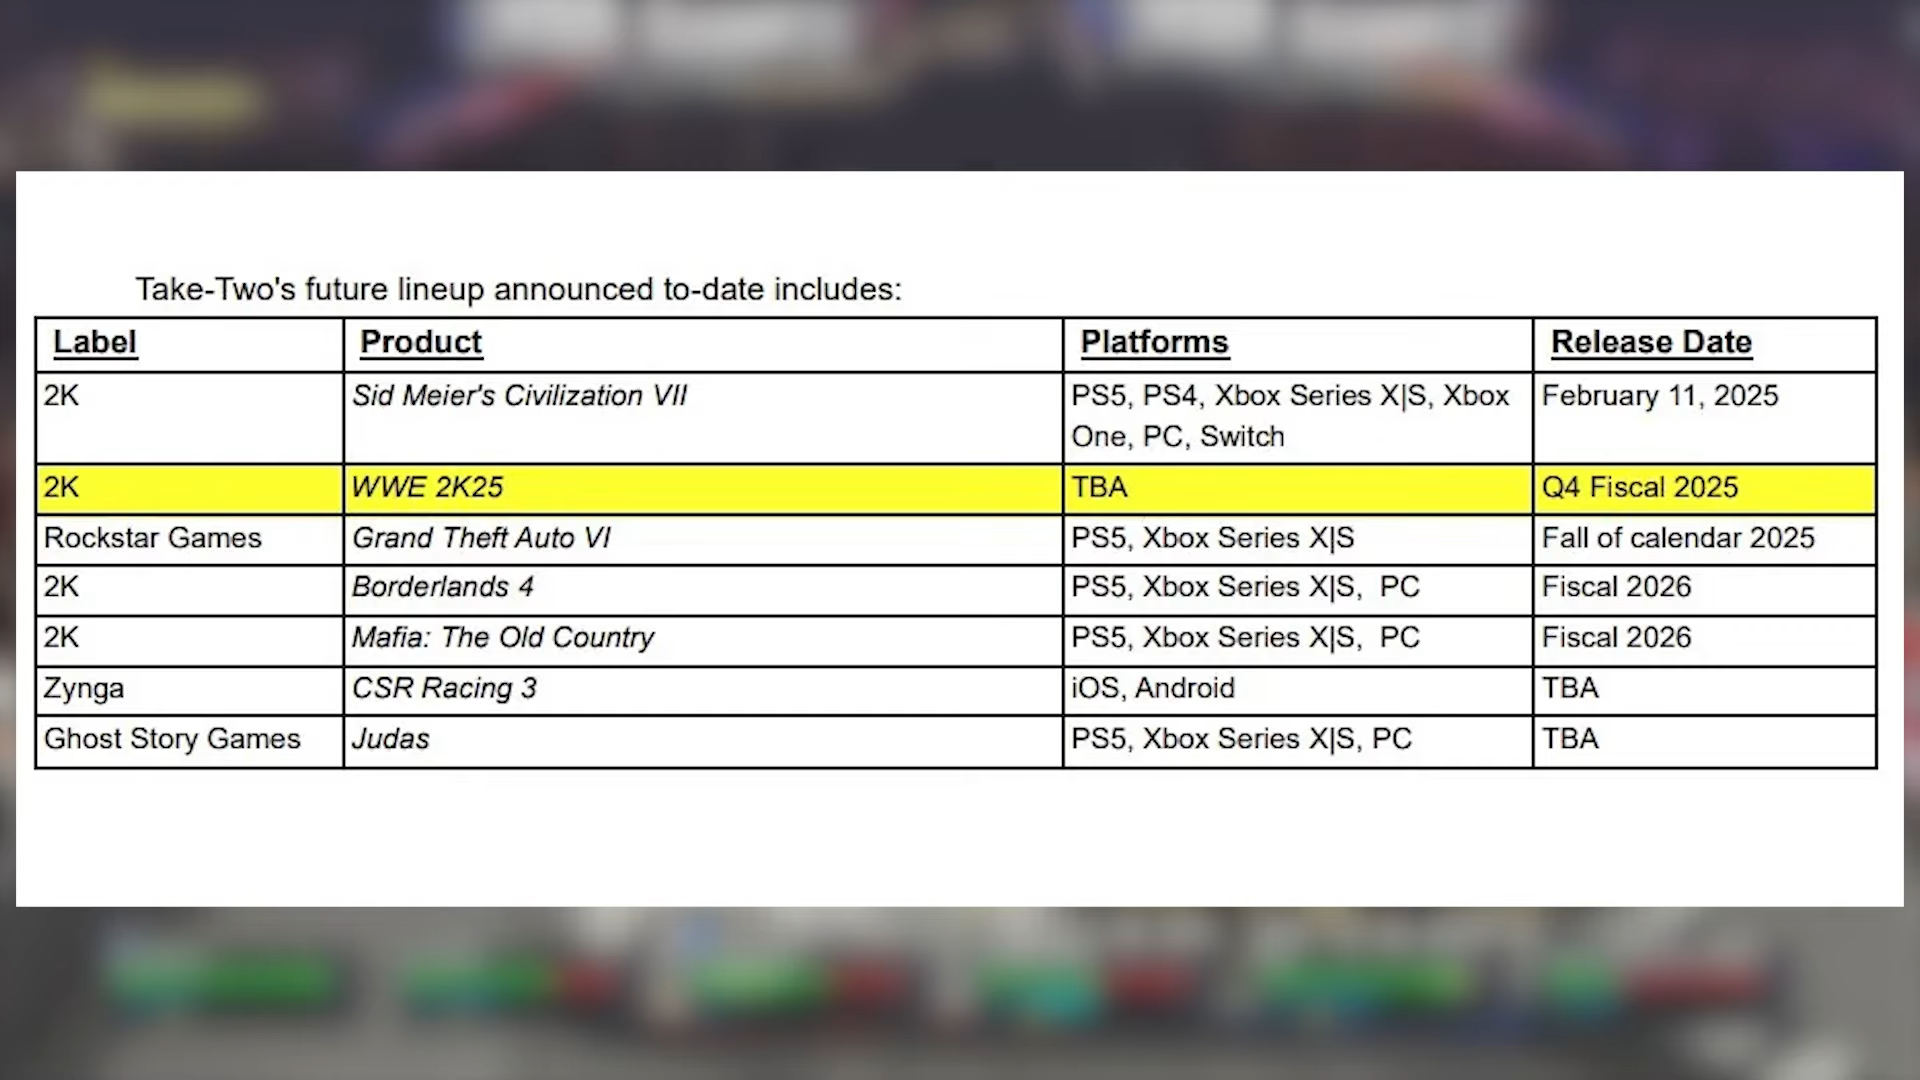 Take-Two's future lineup announced to-date includes:
Label Product Platforms Release Date
2K Sid Meier's Civilization VII PS5, PS4, Xbox Series X|S, Xbox February 11, 2025
One, PC, Switch
2K WWE 2K25 TBA Q4 Fiscal 2025
Rockstar Games Grand Theft Auto VI PS5, Xbox Series X|S Fall of calendar 2025
2K Borderlands 4 PS5, Xbox Series X|S, PC Fiscal 2026
2K Mafia: The Old Country PS5, Xbox Series X|S, PC Fiscal 2026
Zynga CSR Racing 3 iOS, Android TBA
Ghost Story Games Judas PS5, Xbox Series X|S, PC TBA